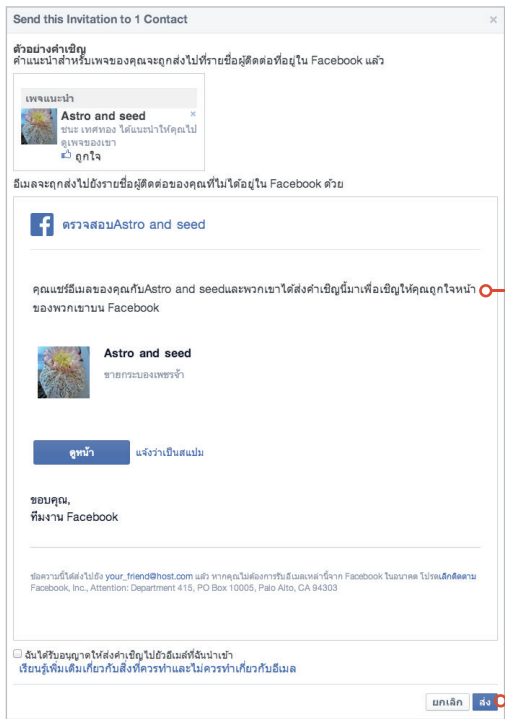 Send this Invitation to 1 Contact
ตัวอย่างคำเชิญ
คำแนะนำสำหรับเพจของคุณจะถูกส่งไปที่รายชื่อผู้ติดต่อที่อยู่ใน Facebook แล้ว
เพจแนะนำ
Astro and seed
ชนะ เทศทอง ได้แนะนำให้คุณไป
ดูเพจของเขา
ถูกใจ
อีเมลจะถูกส่งไปยังรายชื่อผู้ติดต่อของคุณที่ไม่ได้อยู่ใน Facebook ด้วย
ตรวจสอบAstro and seed
คุณแชร์อีเมลของคุณกับAstro and seedและพวกเขาได้ส่งคำเชิญนี้มาเพื่อเชิญให้คุณถูกใจหน้า
ของพวกเขาบน Facebook
Astro and seed
ขายกระบองเพชรจ้า
ดูหน้า แจ้งว่าเป็นสแปม
ขอบคุณ,
ทีมงาน Facebook
ข้อความนี้ได้ส่งไปยัง your_friend@host.com แล้ว หากคุณไม่ต้องการรับอีเมลเหล่านี้จาก Facebook ในอนาคต โปรดเลิกติดตาม
Facebook, Inc., Attention: Department 415, PO Box 10005, Palo Alto, CA 94303
ฉันได้รับอนุญาตให้ส่งคำเชิญไปยังอีเมล์ที่ฉันนำเข้า
เรียนรู้เพิ่มเติมเกี่ยวกับสิ่งที่ควรทำและไม่ควรทำเกี่ยวกับอีเมล
ยกเลิก ส่ง